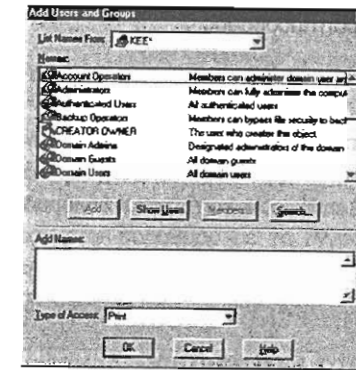 Add Users and Groups
List Names From: KEE*
Names:
Account Operators Members can administer domain user an
Administrators Members can fully administer the comput
Authenticated Users All authenticated users
Backup Operators Members can bypass file security to back
CREATOR OWNER The user who creates the object
Domain Admins Designated administrators of the domain
Domain Guests All domain guests
Domain Users All domain users
Add Show Users Members Search...
Add Names:
Type of Access: Print
OK Cancel Help